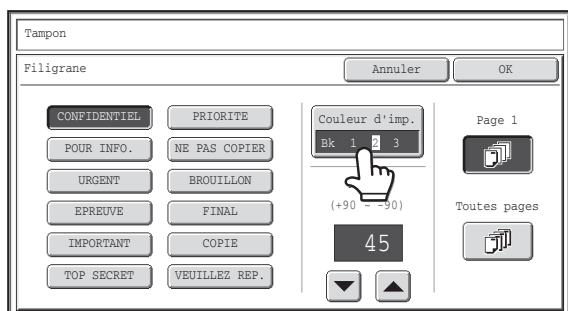 Tampon
Filigrane
Annuler
OK
CONFIDENTIEL
PRIORITE
POUR INFO.
NE PAS COPIER
URGENT
BROUILLON
EPREUVE
FINAL
IMPORTANT
COPIE
TOP SECRET
VEUILLEZ REP.
Couleur d'imp.
Bk 1 2 3
(+90 ~ -90)
45
Page 1
Toutes pages